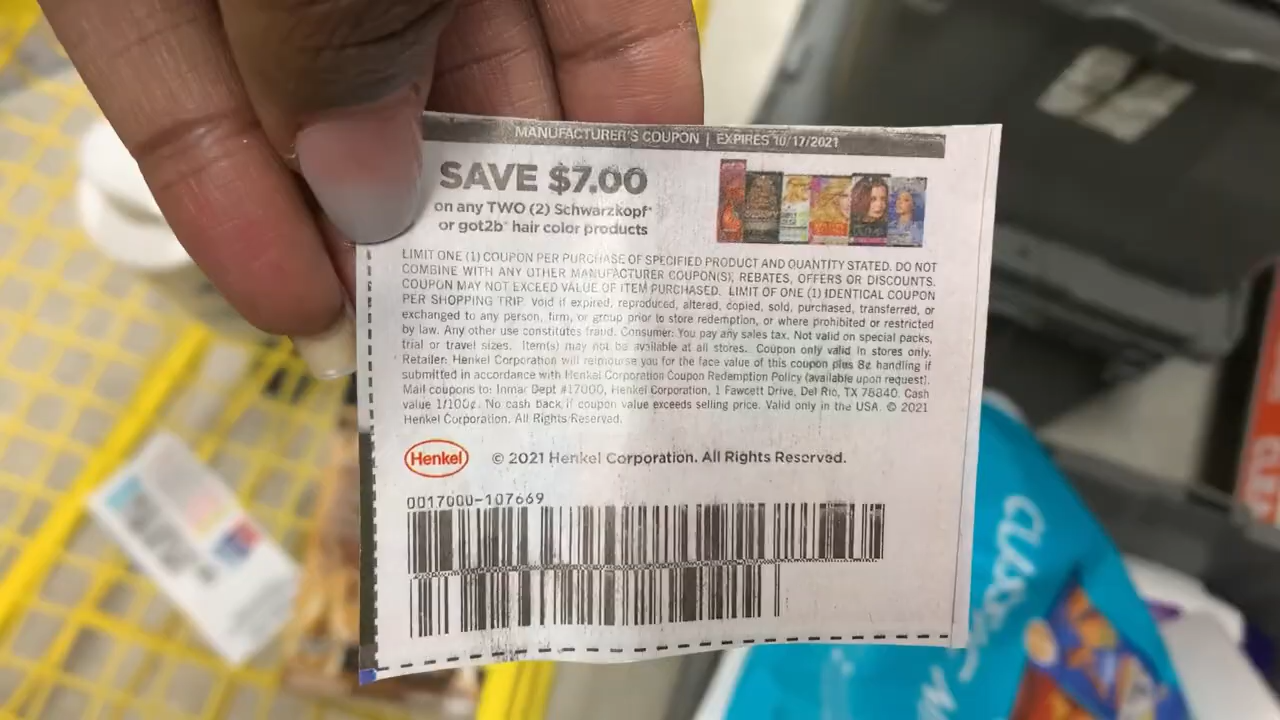 MANUFACTURER'S COUPON | EXPIRES 10/17/2021
SAVE $7.00
on any TWO (2) Schwarzkopf*
or got2b* hair color products
LIMIT ONE (1) COUPON PER PURCHASE OF SPECIFIED PRODUCT AND QUANTITY STATED. DO NOT
COMBINE WITH ANY OTHER MANUFACTURER COUPON(S), REBATES, OFFERS OR DISCOUNTS.
COUPON MAY NOT EXCEED VALUE OF ITEM PURCHASED. LIMIT OF ONE (1) IDENTICAL COUPON
PER SHOPPING TRIP. Void if expired, reproduced, altered, copied, sold, purchased, transferred, or
exchanged to any person, firm, or group prior to store redemption, or where prohibited or restricted
by law. Any other use constitutes fraud. Consumer: You pay any sales tax. Not valid on special packs,
trial or travel sizes. Item(s) may not be available at all stores. Coupon only valid in stores only.
Retailer: Henkel Corporation will reimburse you for the face value of this coupon plus 8¢ handling if
submitted in accordance with Henkel Corporation Coupon Redemption Policy (available upon request).
Mail coupons to: Inmar Dept #17000, Henkel Corporation, 1 Fawcett Drive, Del Rio, TX 78840. Cash
value 1/100¢. No cash back if coupon value exceeds selling price. Valid only in the USA. © 2021
Henkel Corporation. All Rights Reserved.
Henkel © 2021 Henkel Corporation. All Rights Reserved.
0017000-107669